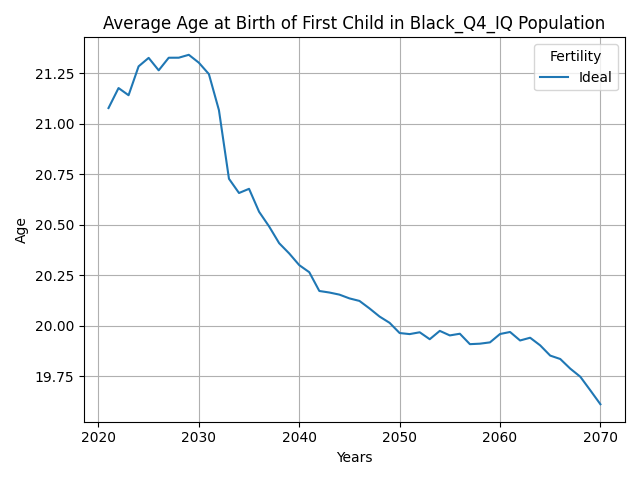 Average Age at Birth of First Child in Black_Q4_IQ Population
Fertility
Ideal
Age
21.25
21.00
20.75
20.50
20.25
20.00
19.75
2020 2030 2040 2050 2060 2070
Years